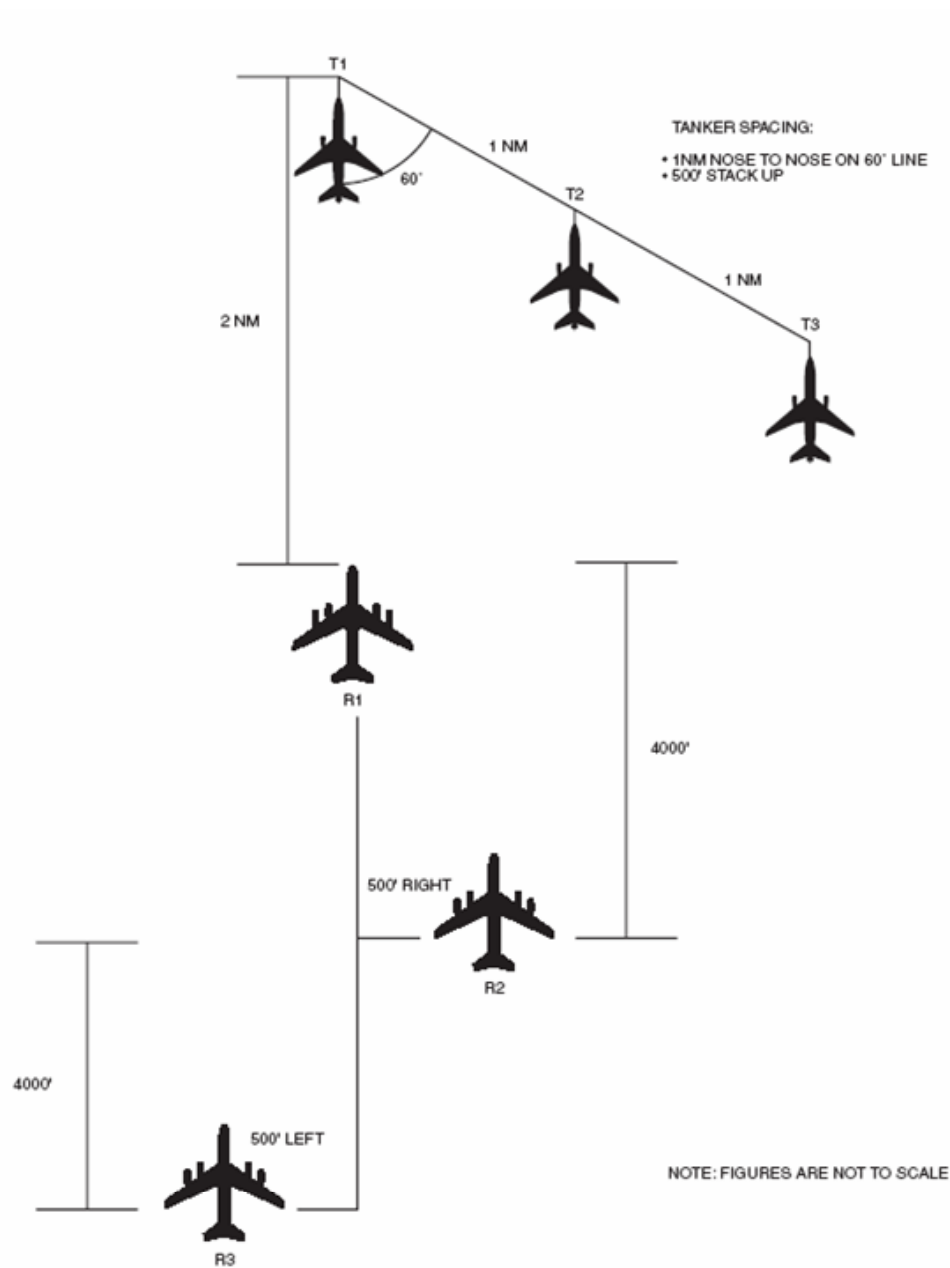 T1
TANKER SPACING:
• 1NM NOSE TO NOSE ON 60° LINE
• 500' STACK UP
1 NM
60°
T2
1 NM
2 NM
T3
R1
4000'
500' RIGHT
R2
4000'
500' LEFT
NOTE: FIGURES ARE NOT TO SCALE
R3